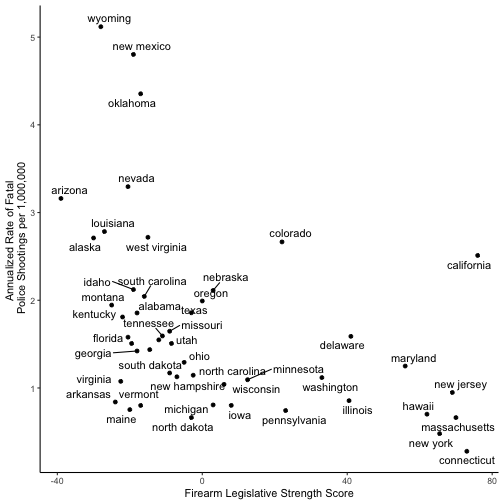 wyoming
5
new mexico
oklahoma
4
nevada
arizona
3
louisiana
colorado
alaska
west virginia
california
Annualized Rate of Fatal
Police Shootings per 1,000,000
nebraska
idaho
south carolina
oregon
montana
2
alabama
texas
kentucky
tennessee
missouri
florida
utah
delaware
georgia
ohio
maryland
south dakota
north carolina
minnesota
virginia
new hampshire
wisconsin
washington
new jersey
1
arkansas
vermont
michigan
iowa
illinois
hawaii
maine
north dakota
pennsylvania
massachusetts
new york
connecticut
-40
0
40
80
Firearm Legislative Strength Score